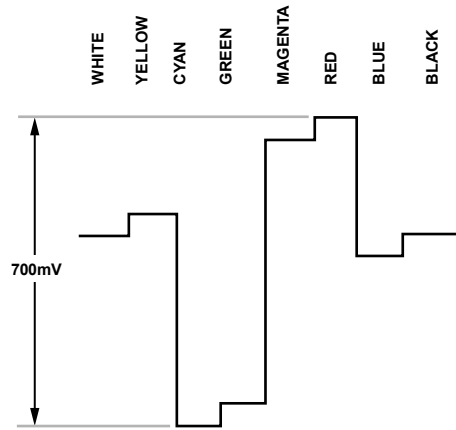 WHITE
YELLOW
CYAN
GREEN
MAGENTA
RED
BLUE
BLACK
700mV